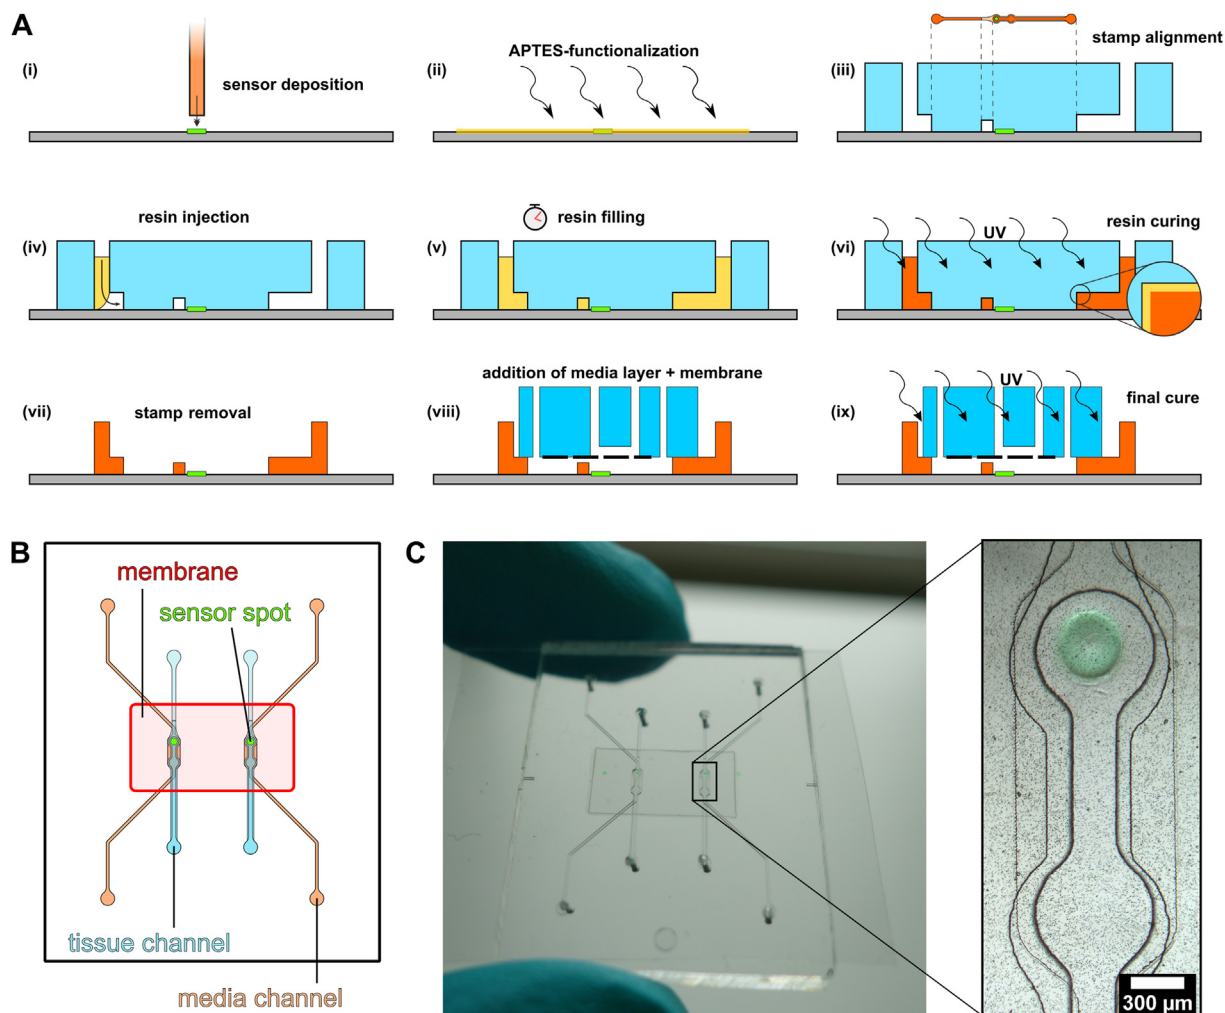 A
(i)
sensor deposition
(ii)
APTES-functionalization
(iii)
stamp alignment
(iv)
resin injection
(v)
resin filling
(vi)
UV
resin curing
(vii)
stamp removal
(viii)
addition of media layer + membrane
(ix)
UV
final cure
B
membrane
sensor spot
tissue channel
media channel
C
300 µm